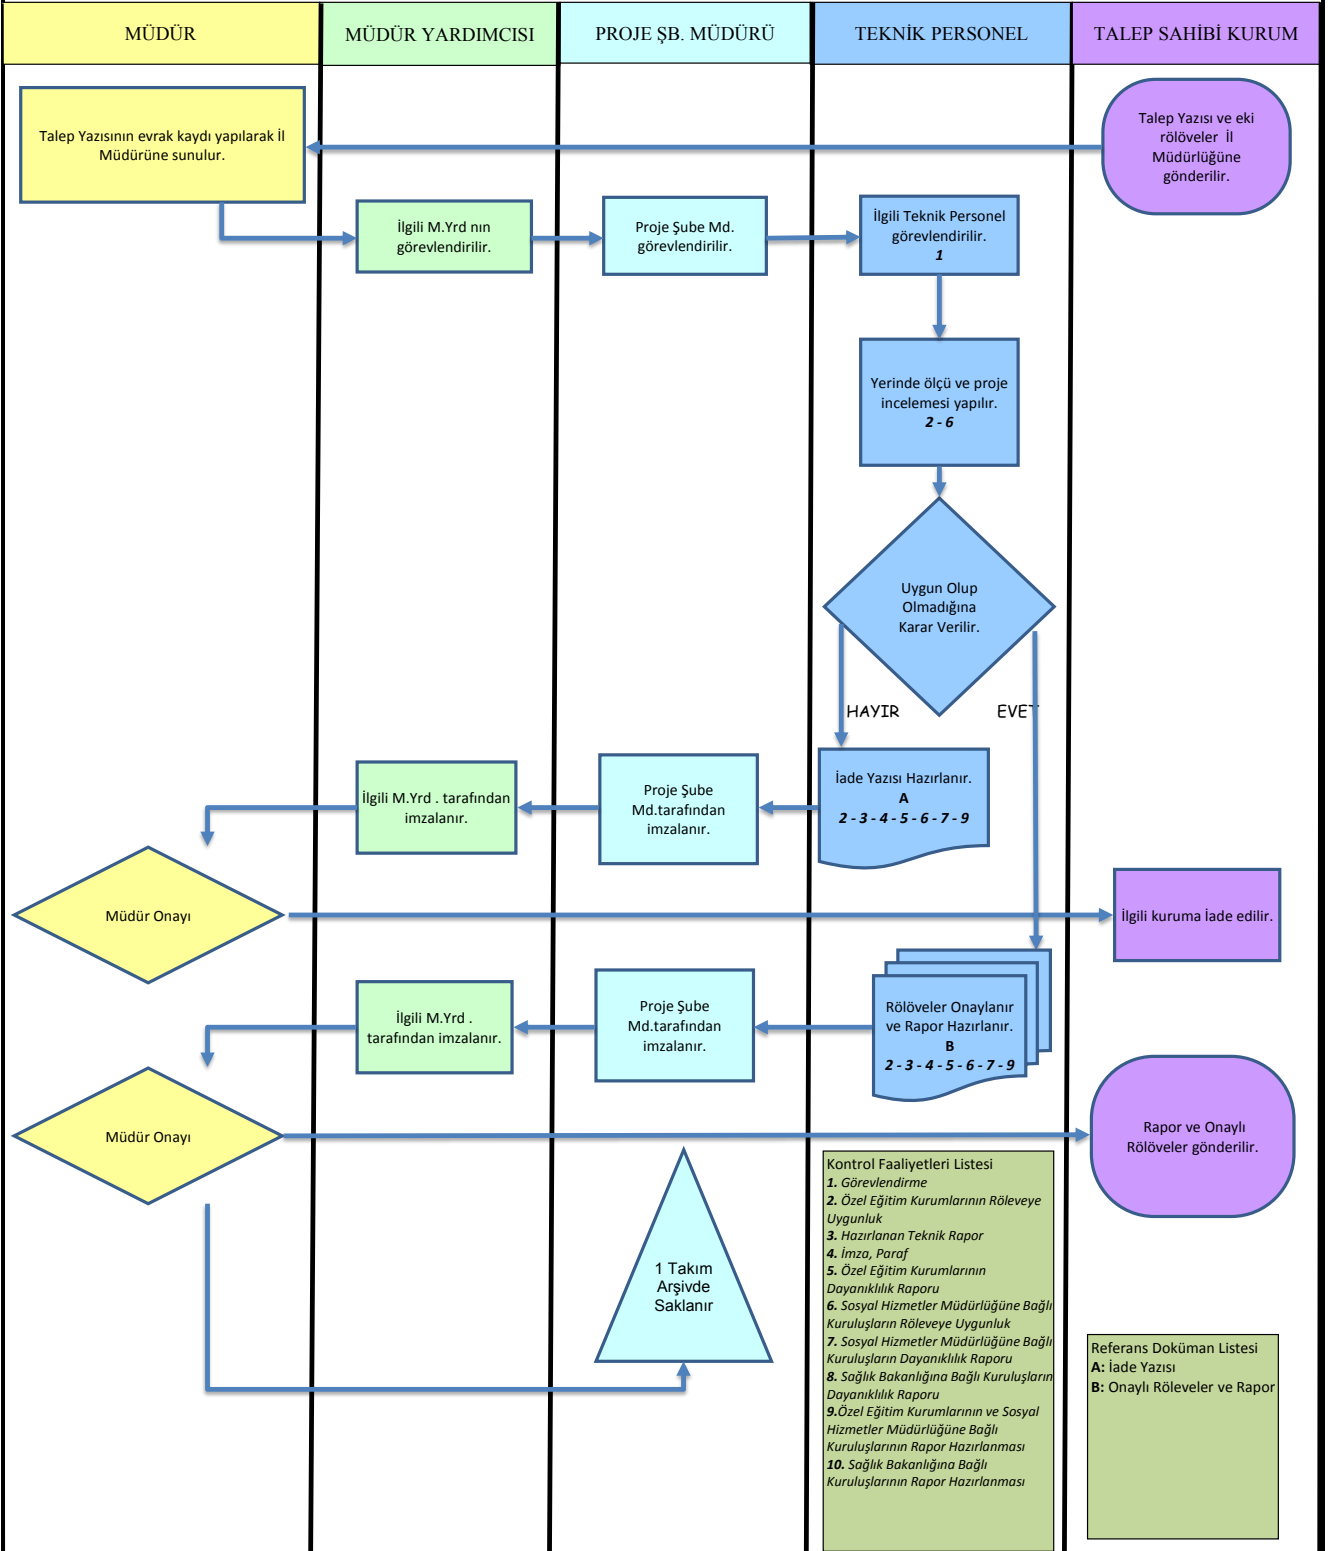 MÜDÜR
MÜDÜR YARDIMCISI
PROJE ŞB. MÜDÜRÜ
TEKNİK PERSONEL
TALEP SAHİBİ KURUM
Talep Yazısının evrak kaydı yapılarak İl
Müdürüne sunulur.
Talep Yazısı ve eki
rölöveler İl
Müdürlüğüne
gönderilir.
İlgili M.Yrd nın
görevlendirilir.
Proje Şube Md.
görevlendirilir.
İlgili Teknik Personel
görevlendirilir.
1
Yerinde ölçü ve proje
incelemesi yapılır.
2 - 6
Uygun Olup
Olmadığına
Karar Verilir.
HAYIR
EVET
İlgili M.Yrd . tarafından
imzalanır.
Proje Şube
Md.tarafından
imzalanır.
İade Yazısı Hazırlanır.
A
2 - 3 - 4 - 5 - 6 - 7 - 9
Müdür Onayı
İlgili kuruma İade edilir.
İlgili M.Yrd .
tarafından imzalanır.
Proje Şube
Md.tarafından
imzalanır.
Rölöveler Onaylanır
ve Rapor Hazırlanır.
B
2 - 3 - 4 - 5 - 6 - 7 - 9
Müdür Onayı
Rapor ve Onaylı
Rölöveler gönderilir.
1 Takım
Arşivde
Saklanır
Kontrol Faaliyetleri Listesi
1. Görevlendirme
2. Özel Eğitim Kurumlarının Röleveye
Uygunluk
3. Hazırlanan Teknik Rapor
4. İmza, Paraf
5. Özel Eğitim Kurumlarının
Dayanıklılık Raporu
6. Sosyal Hizmetler Müdürlüğüne Bağlı
Kuruluşların Röleveye Uygunluk
7. Sosyal Hizmetler Müdürlüğüne Bağlı
Kuruluşların Dayanıklılık Raporu
8. Sağlık Bakanlığına Bağlı Kuruluşların
Dayanıklılık Raporu
9.Özel Eğitim Kurumlarının ve Sosyal
Hizmetler Müdürlüğüne Bağlı
Kuruluşlarının Rapor Hazırlanması
10. Sağlık Bakanlığına Bağlı
Kuruluşlarının Rapor Hazırlanması
Referans Doküman Listesi
A: İade Yazısı
B: Onaylı Röleveler ve Rapor